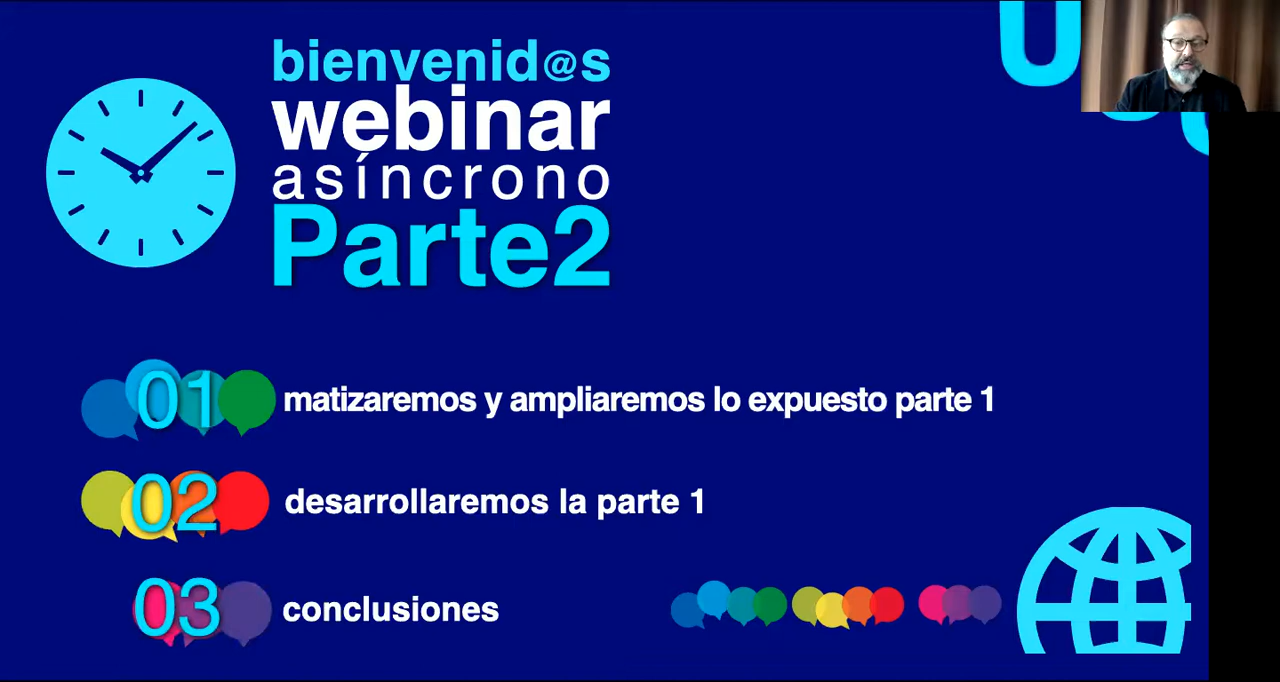 bienvenid@s
webinar
asíncrono
Parte2
01 matizaremos y ampliaremos lo expuesto parte 1
02 desarrollaremos la parte 1
03 conclusiones